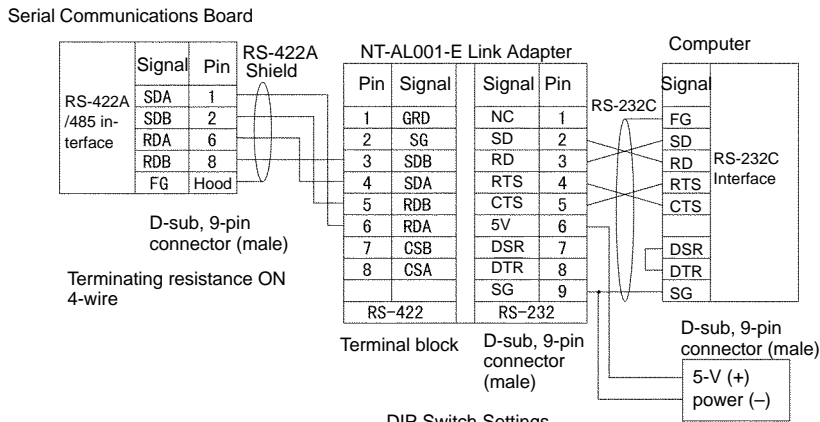 Serial Communications Board
RS-422A
/485 in-
terface
Signal Pin
SDA 1
SDB 2
RDA 6
RDB 8
FG Hood
RS-422A
Shield
D-sub, 9-pin
connector (male)
Terminating resistance ON
4-wire
NT-AL001-E Link Adapter
Pin Signal
1 GRD
2 SG
3 SDB
4 SDA
5 RDB
6 RDA
7 CSB
8 CSA
RS-422
Terminal block
Signal Pin
NC 1
SD 2
RD 3
RTS 4
CTS 5
5V 6
DSR 7
DTR 8
SG 9
RS-232
D-sub, 9-pin
connector
(male)
RS-232C
Computer
Signal
FG
SD
RD
RTS
CTS
DSR
DTR
SG
RS-232C
Interface
D-sub, 9-pin
connector (male)
5-V (+)
power (–)
DIP Switch Settings